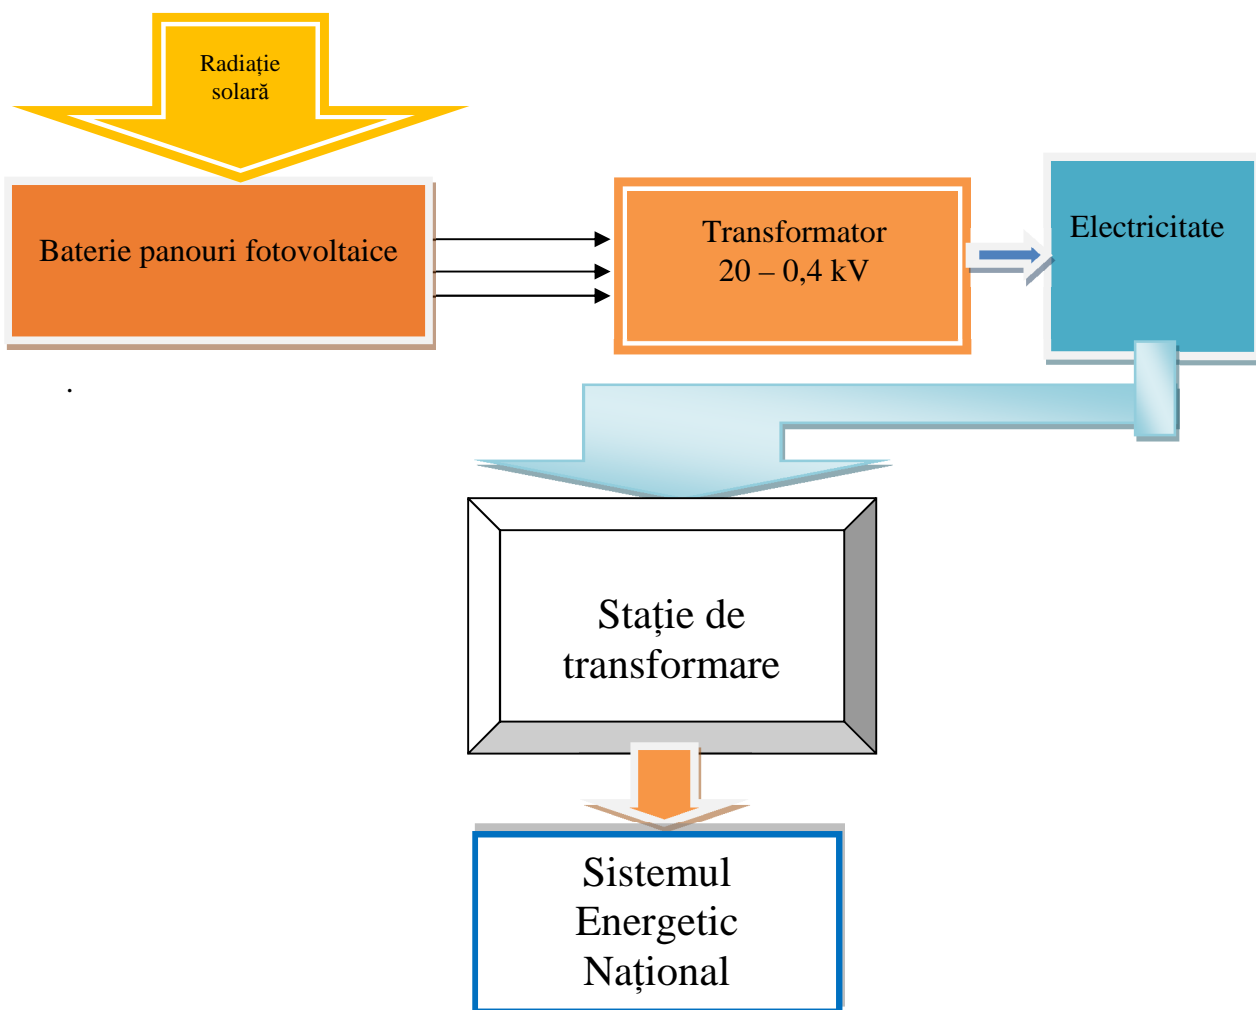 Radiație
solară
Baterie panouri fotovoltaice
Transformator
20 – 0,4 kV
Electricitate
.
Stație de
transformare
Sistemul
Energetic
Național